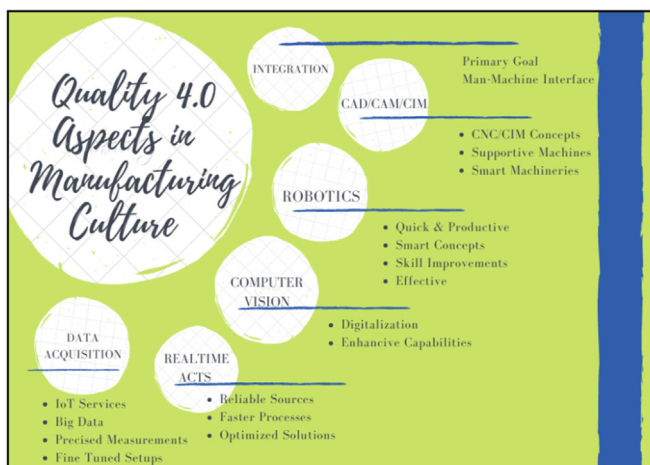 Quality 4.0
Aspects in
Manufacturing
Culture
INTEGRATION
Primary Goal
Man-Machine Interface
CAD/CAM/CIM
• CNC/CIM Concepts
• Supportive Machines
• Smart Machineries
ROBOTICS
• Quick & Productive
• Smart Concepts
• Skill Improvements
• Effective
COMPUTER
VISION
• Digitalization
• Enhancive Capabilities
REALTIME
ACTS
• Reliable Sources
• Faster Processes
• Optimized Solutions
DATA
ACQUISITION
• IoT Services
• Big Data
• Precised Measurements
• Fine Tuned Setups